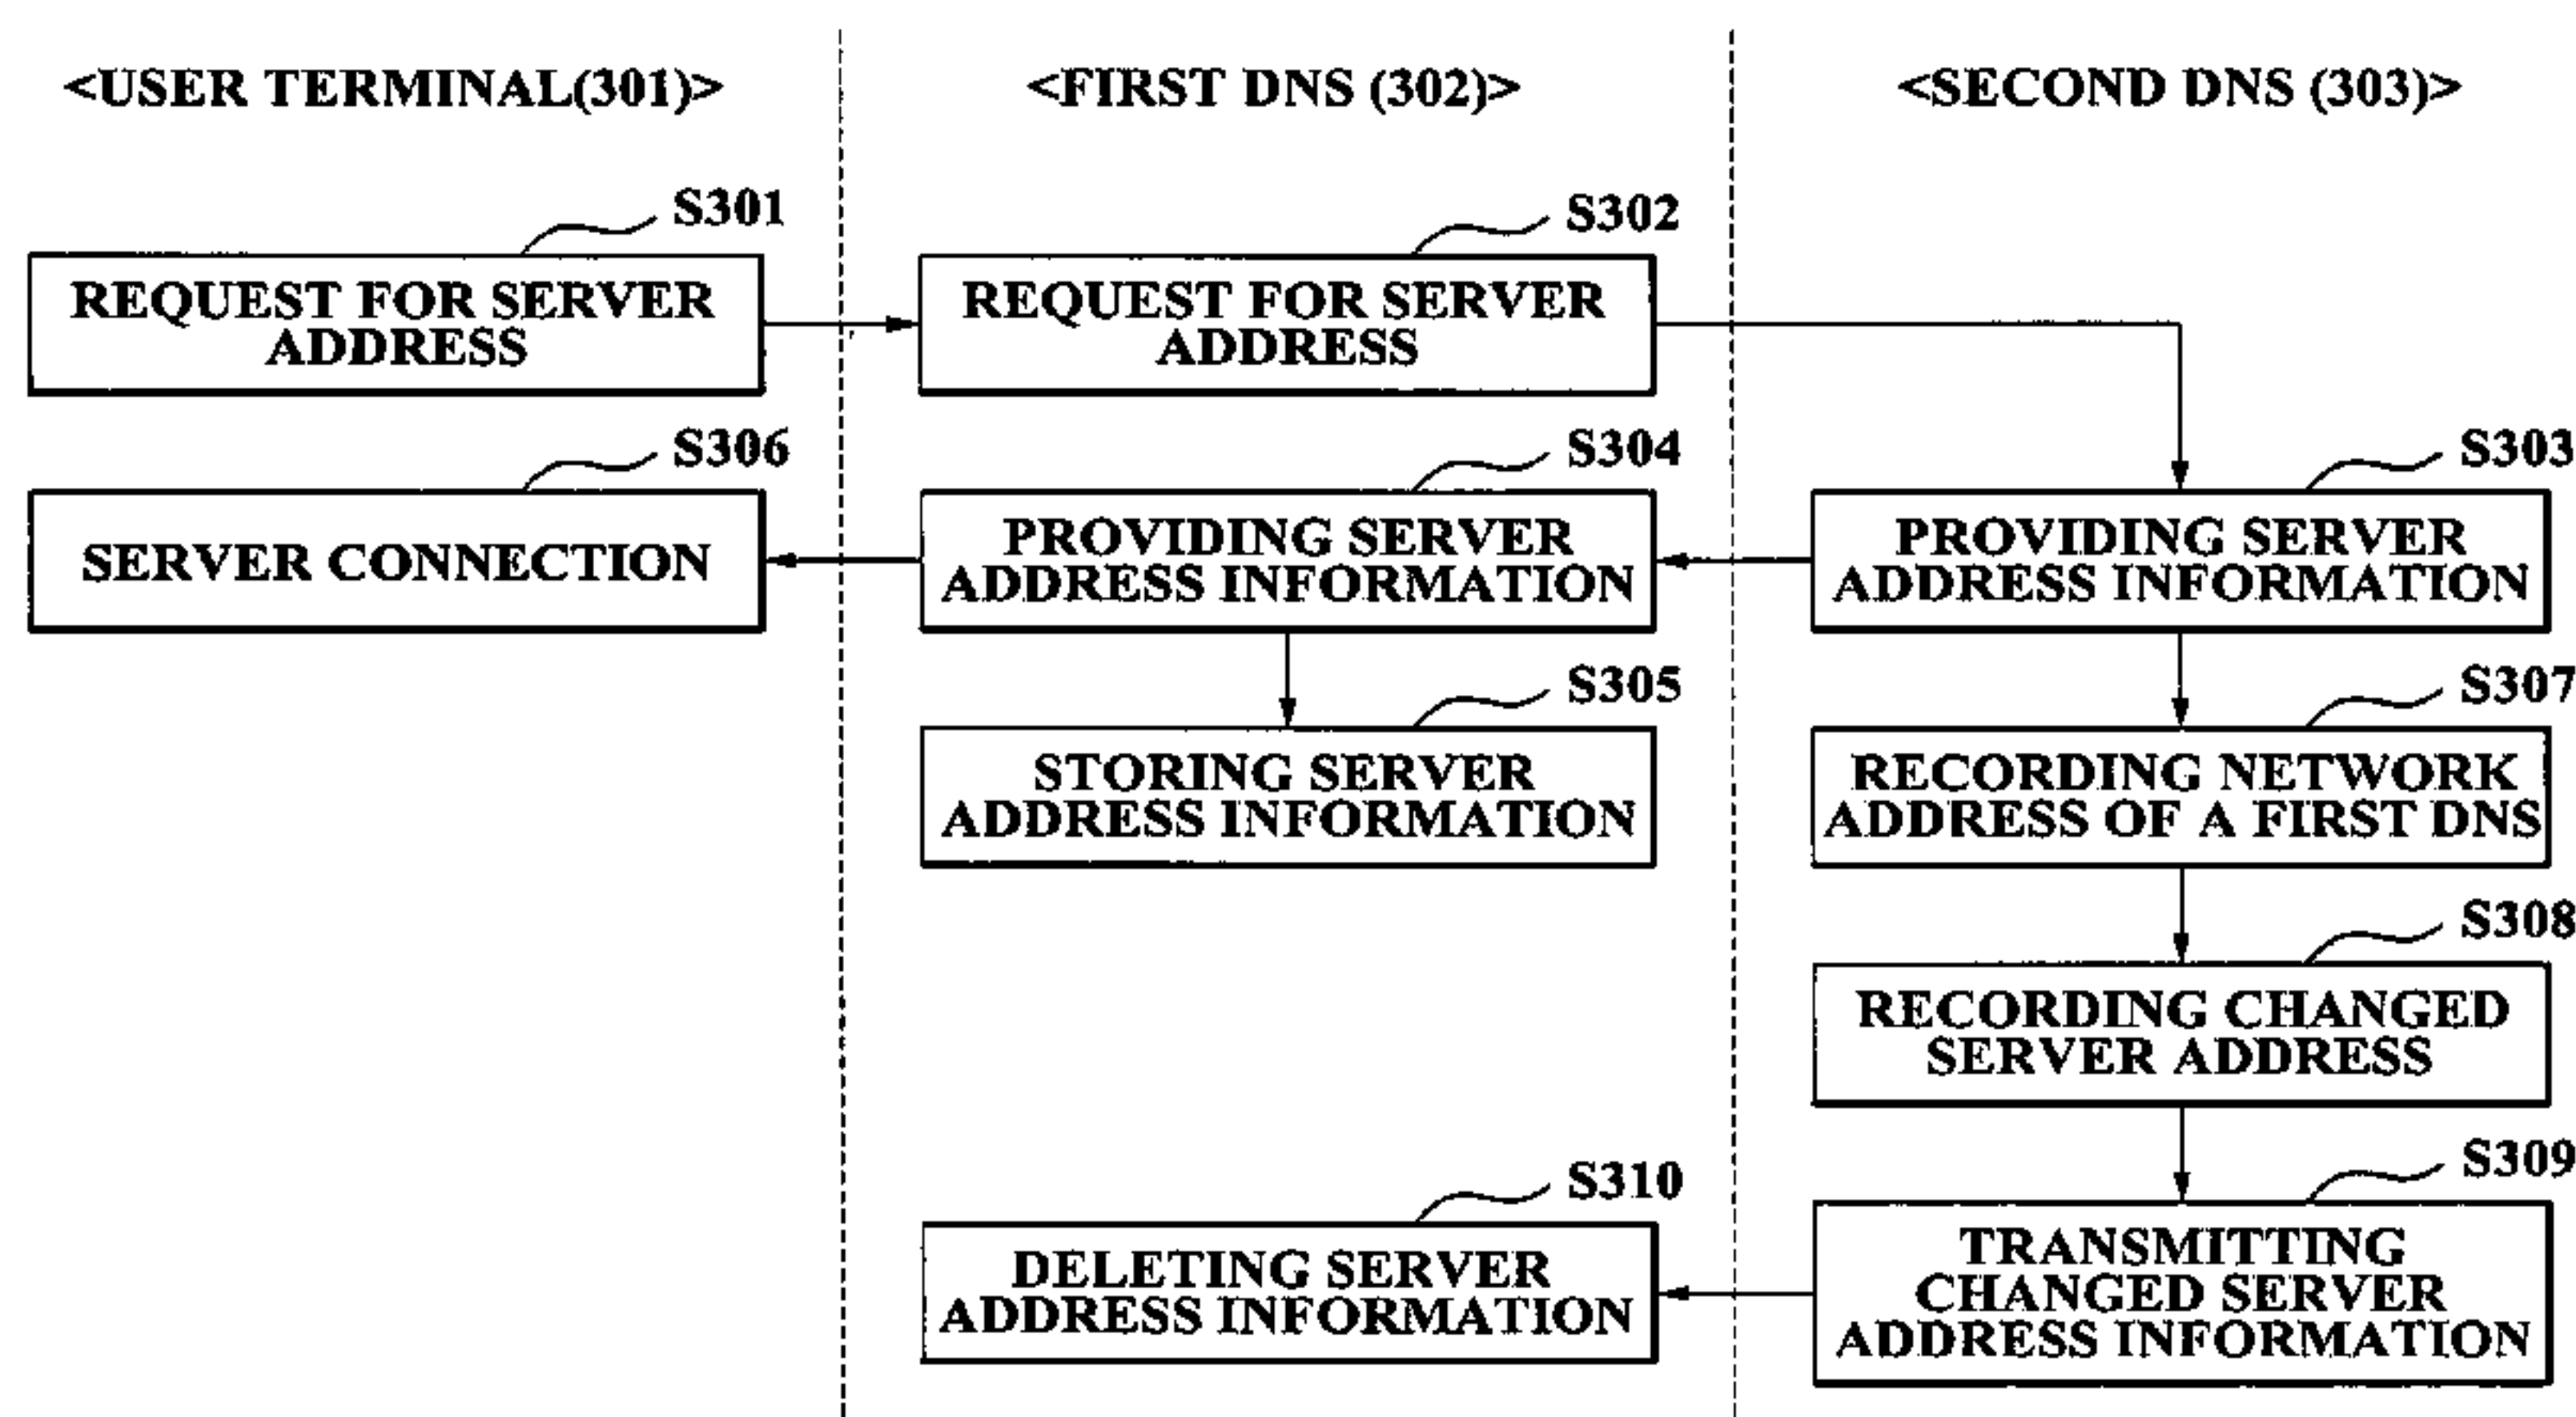 <USER TERMINAL(301)>
<FIRST DNS (302)>
<SECOND DNS (303)>
S301
REQUEST FOR SERVER
ADDRESS
S302
REQUEST FOR SERVER
ADDRESS
S306
SERVER CONNECTION
S304
PROVIDING SERVER
ADDRESS INFORMATION
S303
PROVIDING SERVER
ADDRESS INFORMATION
S305
STORING SERVER
ADDRESS INFORMATION
S307
RECORDING NETWORK
ADDRESS OF A FIRST DNS
S308
RECORDING CHANGED
SERVER ADDRESS
S310
DELETING SERVER
ADDRESS INFORMATION
S309
TRANSMITTING
CHANGED SERVER
ADDRESS INFORMATION